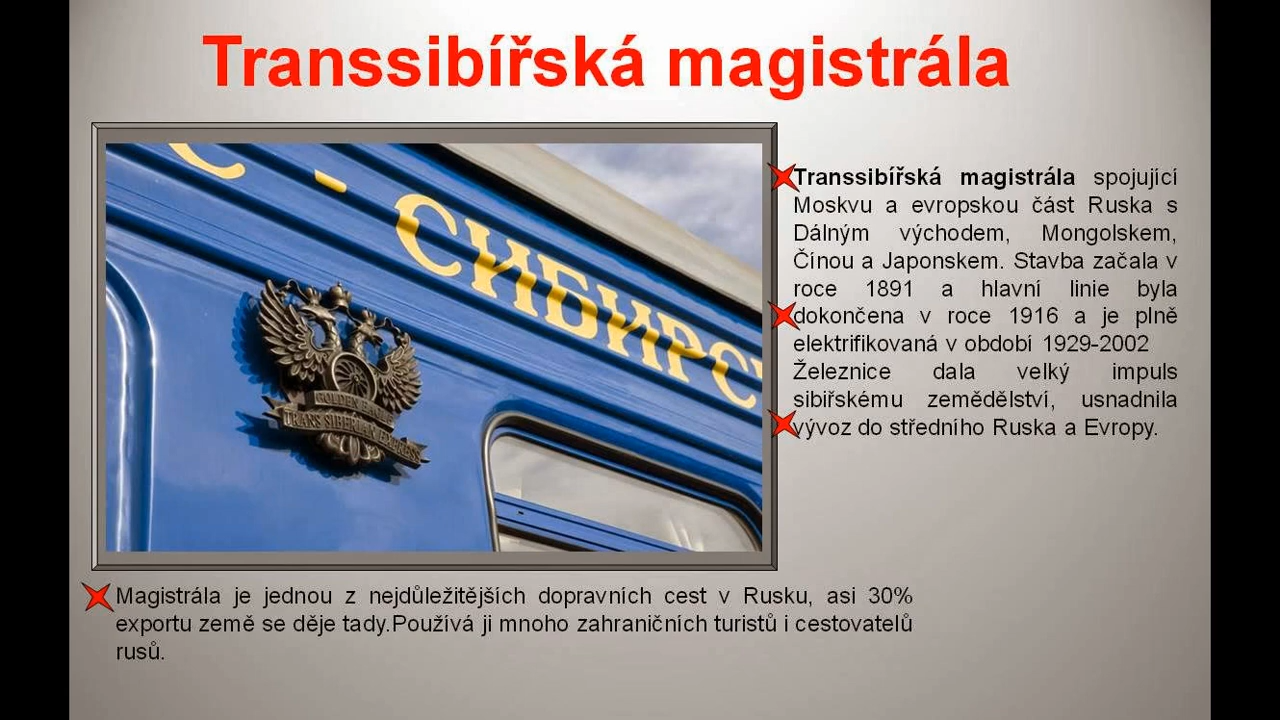 Transsibířská magistrála
С - СИБИРС
GOLDEN EAGLE
TRANS SIBERIAN EXPRESS
Transsibířská magistrála spojující
Moskvu a evropskou část Ruska s
Dálným východem, Mongolskem,
Čínou a Japonskem. Stavba začala v
roce 1891 a hlavní linie byla
dokončena v roce 1916 a je plně
elektrifikovaná v období 1929-2002
Železnice dala velký impuls
sibiřskému zemědělství, usnadnila
vývoz do středního Ruska a Evropy.
Magistrála je jednou z nejdůležitějších dopravních cest v Rusku, asi 30%
exportu země se děje tady.Používá ji mnoho zahraničních turistů i cestovatelů
rusů.